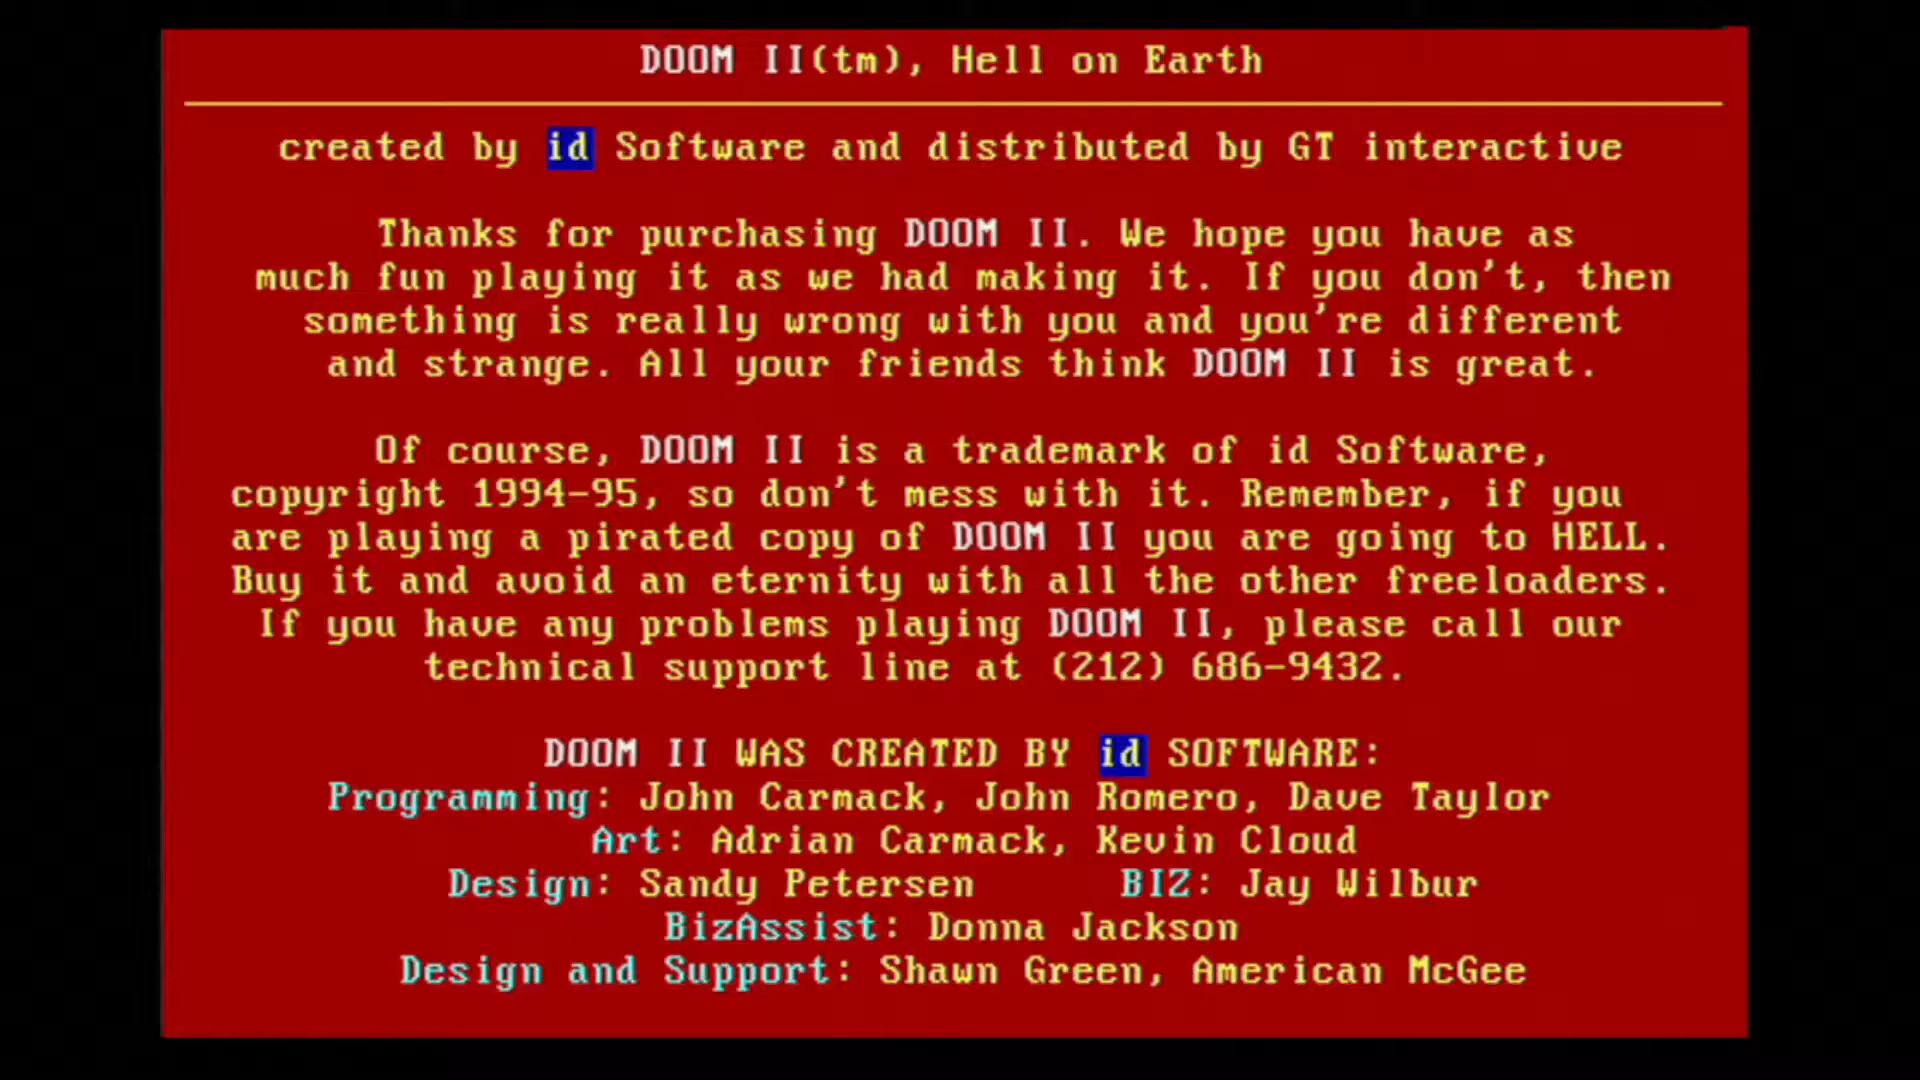 DOOM II(tm), Hell on Earth
created by id Software and distributed by GT interactive
Thanks for purchasing DOOM II. We hope you have as
much fun playing it as we had making it. If you don't, then
something is really wrong with you and you're different
and strange. All your friends think DOOM II is great.
Of course, DOOM II is a trademark of id Software,
copyright 1994-95, so don't mess with it. Remember, if you
are playing a pirated copy of DOOM II you are going to HELL.
Buy it and avoid an eternity with all the other freeloaders.
If you have any problems playing DOOM II, please call our
technical support line at (212) 686-9432.
DOOM II WAS CREATED BY id SOFTWARE:
Programming: John Carmack, John Romero, Dave Taylor
Art: Adrian Carmack, Kevin Cloud
Design: Sandy Petersen BIZ: Jay Wilbur
BizAssist: Donna Jackson
Design and Support: Shawn Green, American McGee